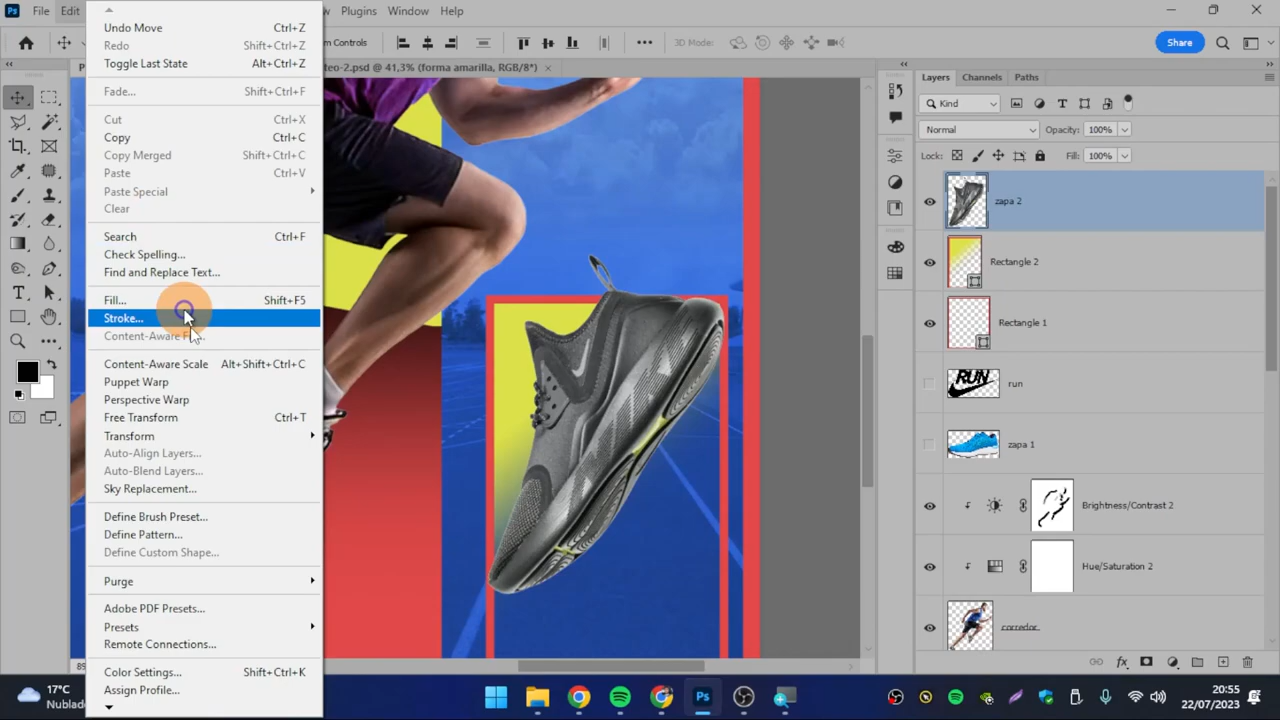 Ps File Edit Plugins Window Help
m Controls
3D Mode:
Share
teo-2.psd @ 41,3% (forma amarilla, RGB/8*)
Undo Move Ctrl+Z
Redo Shift+Ctrl+Z
Toggle Last State Alt+Ctrl+Z
Fade... Shift+Ctrl+F
Cut Ctrl+X
Copy Ctrl+C
Copy Merged Shift+Ctrl+C
Paste Ctrl+V
Paste Special
Clear
Search Ctrl+F
Check Spelling...
Find and Replace Text...
Fill... Shift+F5
Stroke...
Content-Aware
Content-Aware Scale Alt+Shift+Ctrl+C
Puppet Warp
Perspective Warp
Free Transform Ctrl+T
Transform
Auto-Align Layers...
Auto-Blend Layers...
Sky Replacement...
Define Brush Preset...
Define Pattern...
Define Custom Shape...
Purge
Adobe PDF Presets...
Presets
Remote Connections...
Color Settings... Shift+Ctrl+K
Assign Profile...
Layers Channels Paths
Kind
Normal Opacity: 100%
Lock: Fill: 100%
zapa 2
Rectangle 2
Rectangle 1
RUN run
zapa 1
Brightness/Contrast 2
Hue/Saturation 2
corredor
17°C
Ps
20:55
22/07/2023